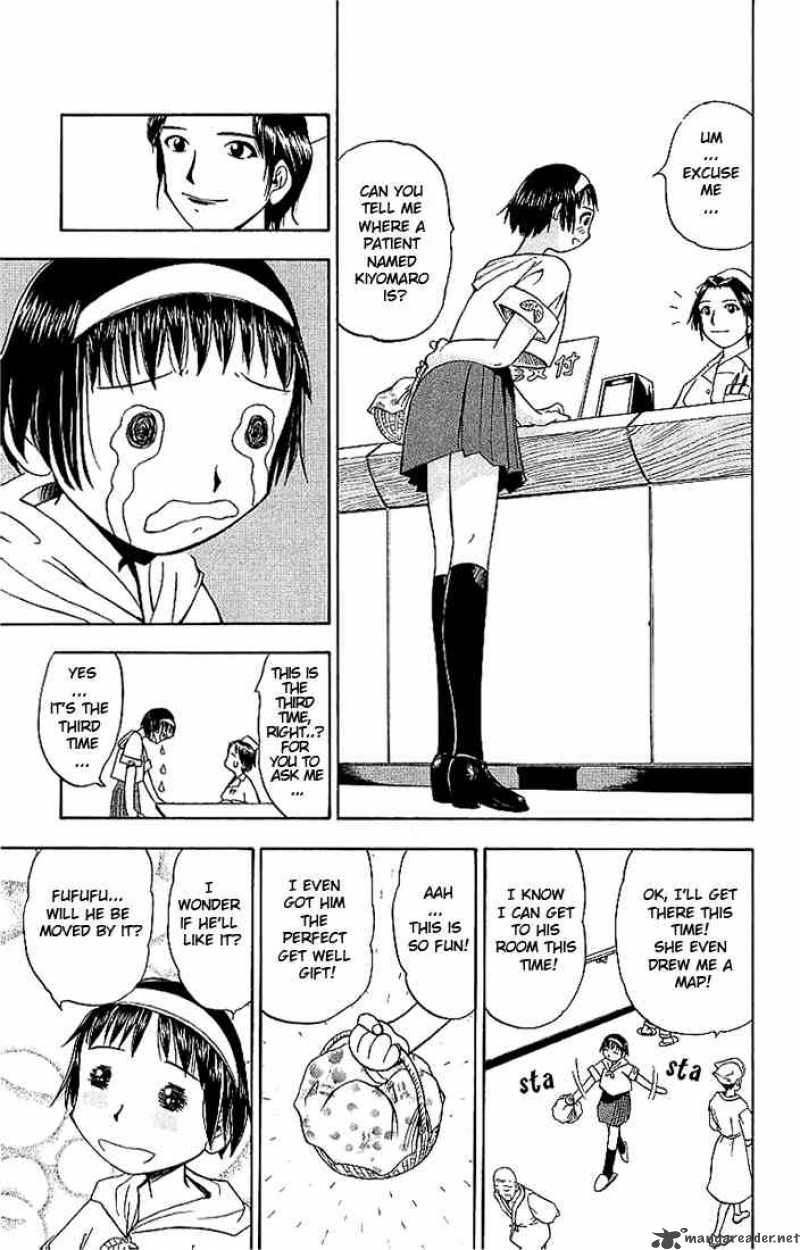 UM
...
EXCUSE
ME
...
CAN YOU
TELL ME
WHERE A
PATIENT
NAMED
KIYOMARO
IS?
付
THIS IS
THE
THIRD
TIME,
RIGHT..?
FOR
YOU TO
ASK ME
...
YES
...
IT'S THE
THIRD
TIME
...
OK, I'LL GET
THERE THIS
TIME!
SHE EVEN
DREW ME A
MAP!
I KNOW
I CAN GET
TO HIS
ROOM THIS
TIME!
sta
sta
AAH
...
THIS IS
SO FUN!
I EVEN
GOT HIM
THE
PERFECT
GET WELL
GIFT!
I
WONDER
IF HE'LL
LIKE IT?
FUFUFU...
WILL HE BE
MOVED BY IT?
mangareader.net